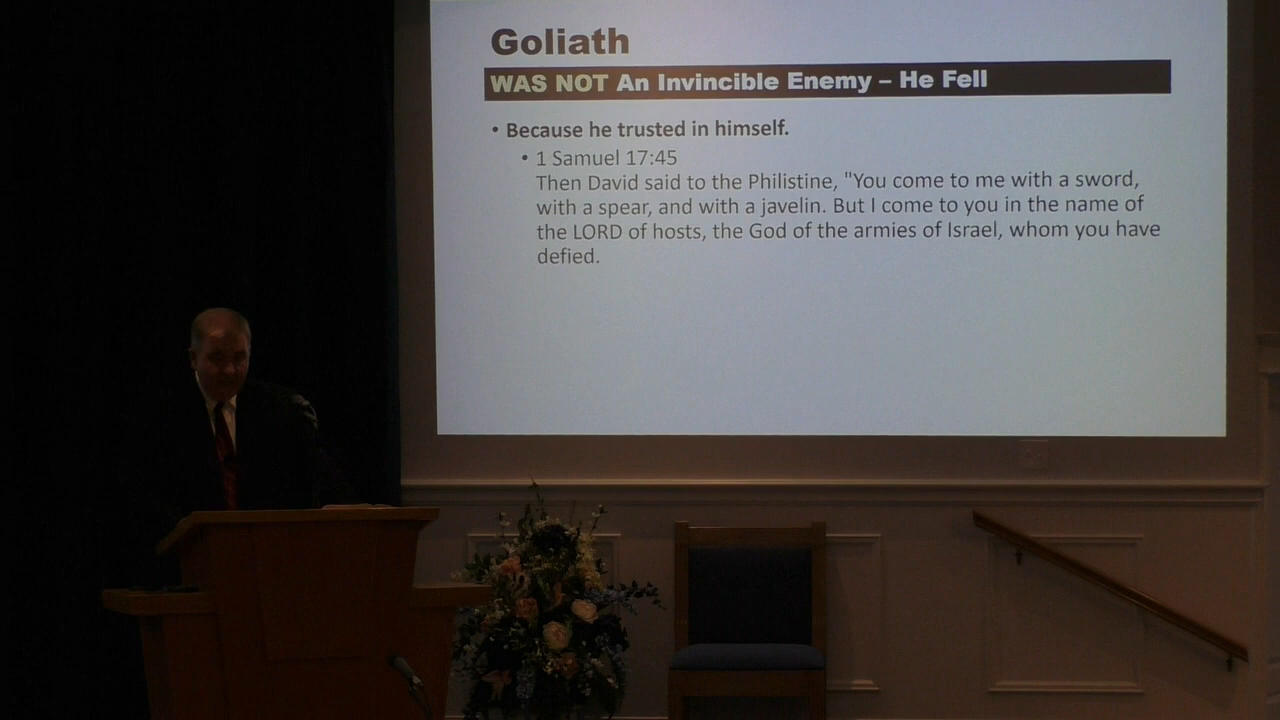 Goliath
WAS NOT An Invincible Enemy – He Fell
• Because he trusted in himself.
• 1 Samuel 17:45
Then David said to the Philistine, "You come to me with a sword,
with a spear, and with a javelin. But I come to you in the name of
the LORD of hosts, the God of the armies of Israel, whom you have
defied.